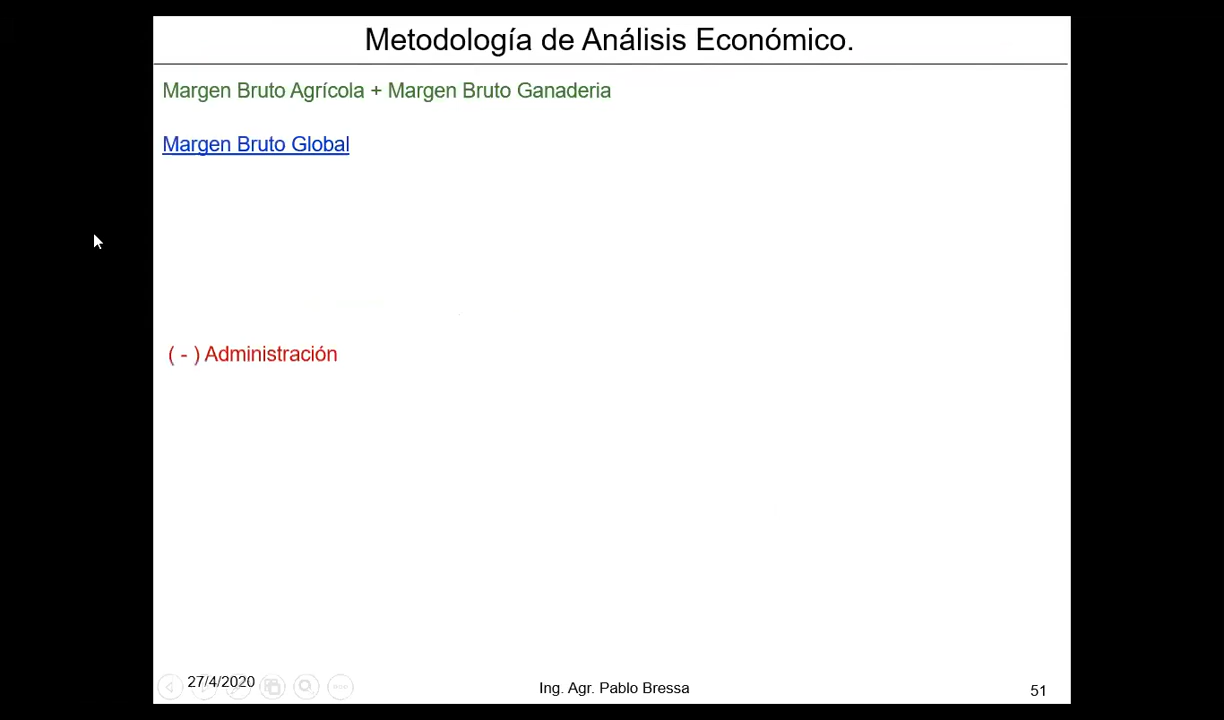 Metodología de Análisis Económico.
Margen Bruto Agrícola + Margen Bruto Ganaderia
Margen Bruto Global
( - ) Administración
27/4/2020
Ing. Agr. Pablo Bressa
51